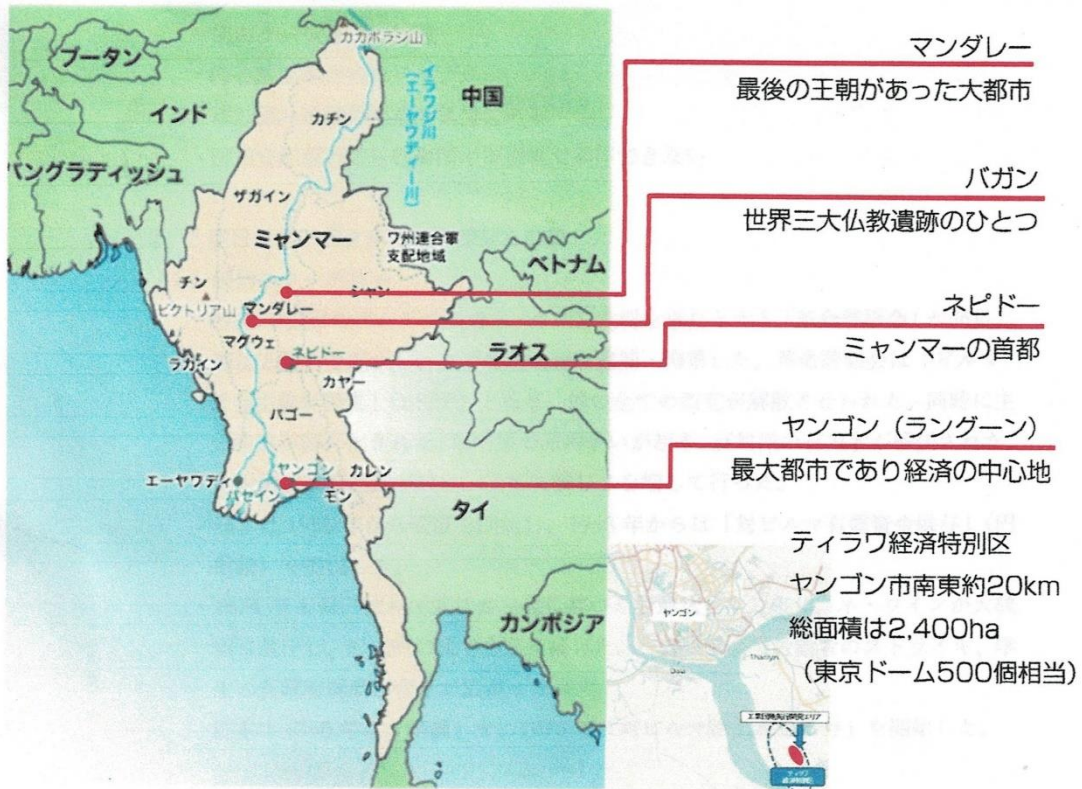 カカボラジ山
ブータン
イラワジ川
（エーヤワディー川）
中国
インド
カチン
バングラディッシュ
ザガイン
ミャンマー
ワ州連合軍
支配地域
ベトナム
チン
シャン
ビクトリア山
マンダレー
マグウェ
ラオス
ラカイン
ネピドー
カヤー
バゴー
エーヤワディ
ヤンゴン
カレン
パセイン
モン
タイ
カンボジア
マンダレー
最後の王朝があった大都市
バガン
世界三大仏教遺跡のひとつ
ネピドー
ミャンマーの首都
ヤンゴン（ラングーン）
最大都市であり経済の中心地
ティラワ経済特別区
ヤンゴン市南東約20km
総面積は2,400ha
（東京ドーム500個相当）
ヤンゴン
thanlyn